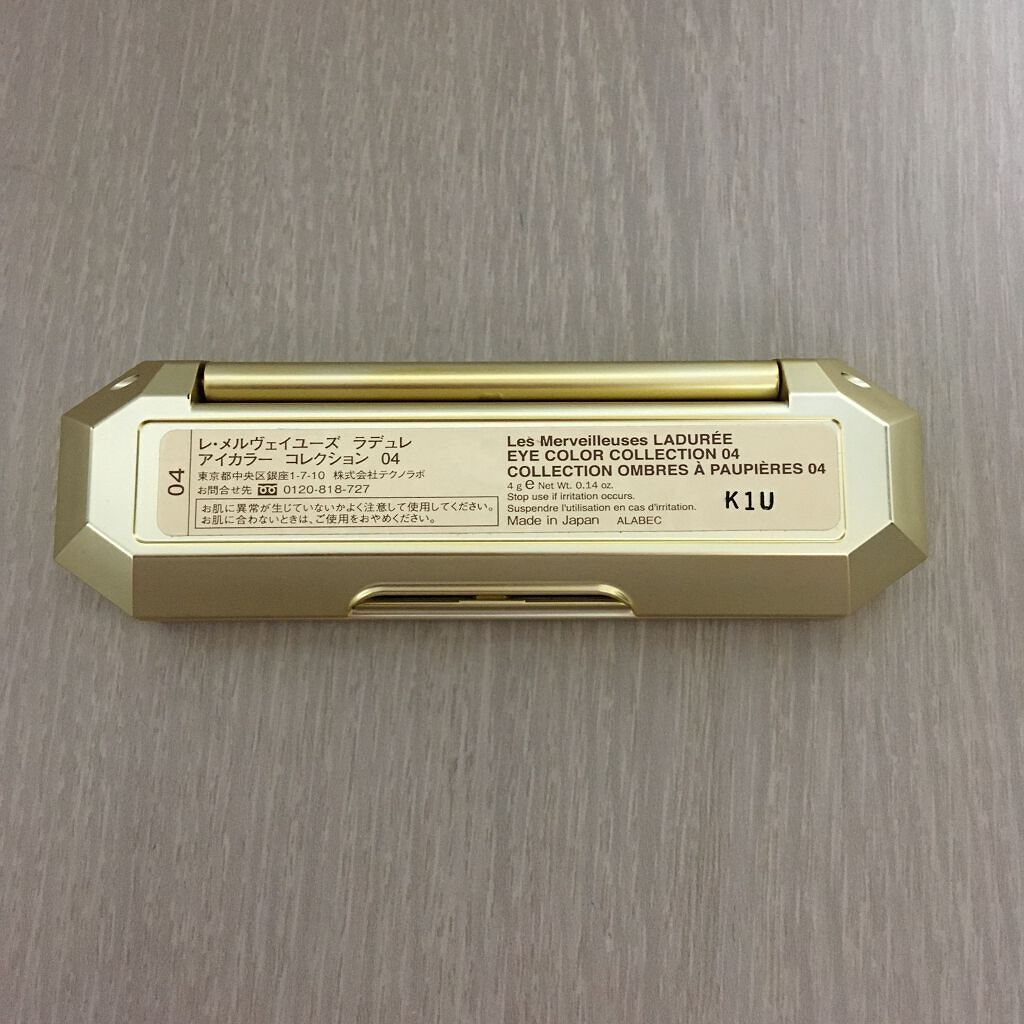 04
レ・メルヴェイユーズ ラデュレ
アイカラー コレクション 04
東京都中央区銀座1-7-10 株式会社テクノラボ
お問合せ先 0120-818-727
お肌に異常が生じていないかよく注意して使用してください。
お肌に合わないときは、ご使用をおやめください。
Les Merveilleuses LADURÉE
EYE COLOR COLLECTION 04
COLLECTION OMBRES À PAUPIÈRES 04
4 g e Net Wt. 0.14 oz.
Stop use if irritation occurs.
Suspendre l'utilisation en cas d'irritation.
Made in Japan ALABEC
K1U